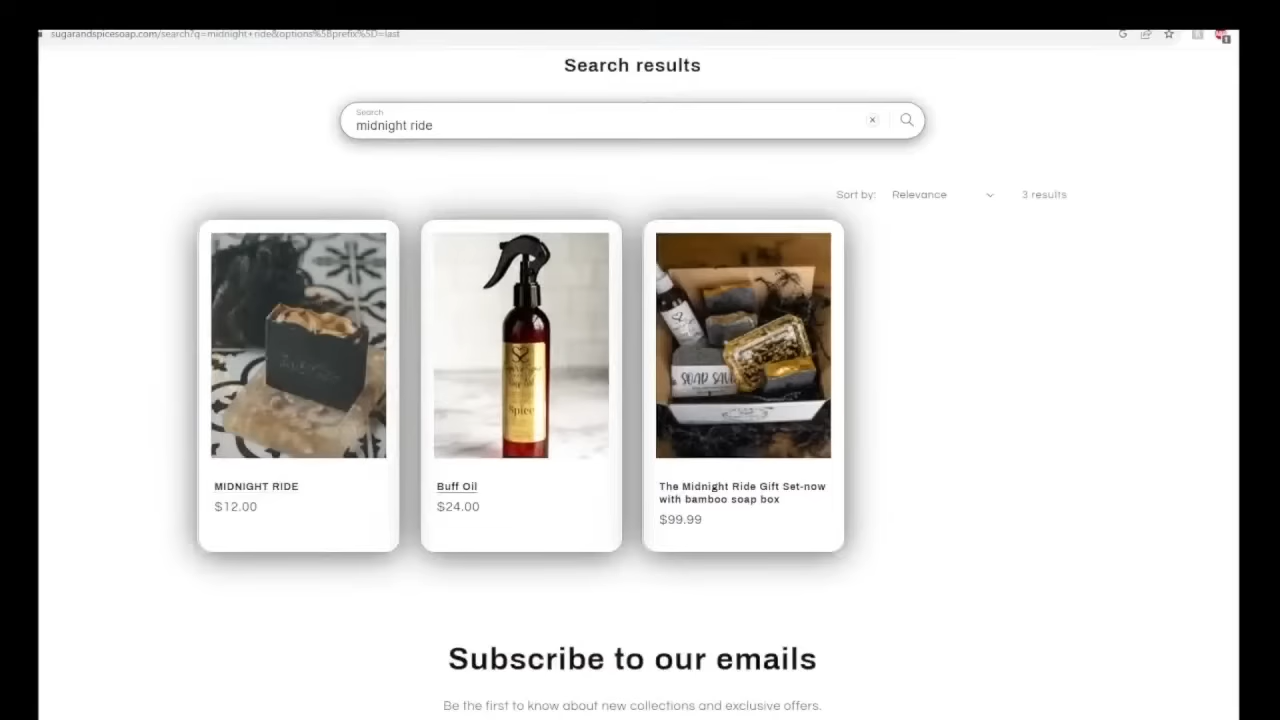 sugarandspicesoap.com/search?q=midnight+ride&options%5Bprefix%5D=last
Search results
Search
midnight ride
Sort by: Relevance 3 results
MIDNIGHT RIDE
$12.00
Spice
Buff Oil
$24.00
SOAP
The Midnight Ride Gift Set-now
with bamboo soap box
$99.99
Subscribe to our emails
Be the first to know about new collections and exclusive offers.